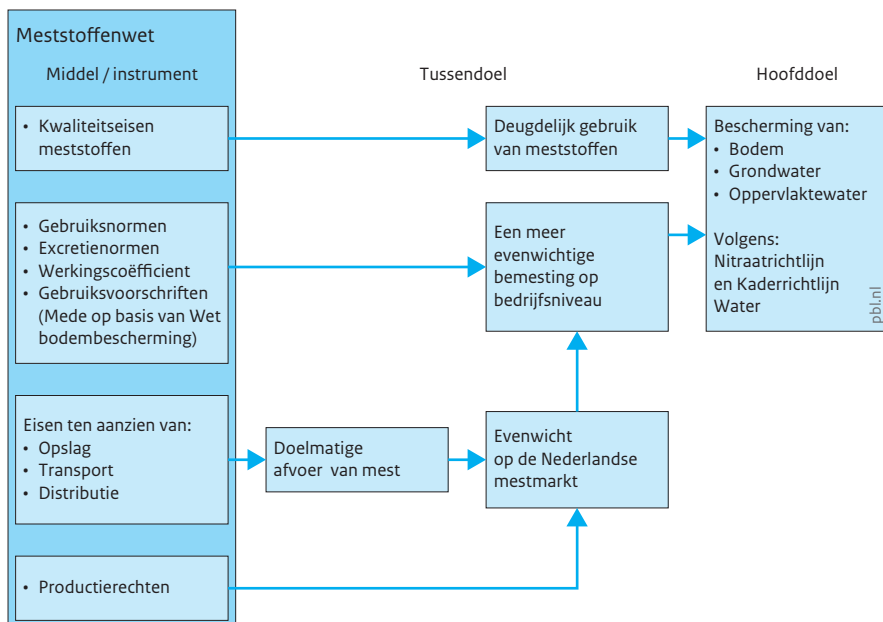 Meststoffenwet
Middel / instrument
Tussendoel
Hoofddoel
• Kwaliteitseisen
meststoffen
Deugdelijk gebruik
van meststoffen
Bescherming van:
• Bodem
• Grondwater
• Oppervlaktewater
Volgens:
Nitraatrichtlijn
en Kaderrichtlijn
Water
• Gebruiksnormen
• Excretienormen
• Werkingscoëfficient
• Gebruiksvoorschriften
(Mede op basis van Wet
bodembescherming)
Een meer
evenwichtige
bemesting op
bedrijfsniveau
Eisen ten aanzien van:
• Opslag
• Transport
• Distributie
Doelmatige
afvoer van mest
Evenwicht
op de Nederlandse
mestmarkt
• Productierechten
pbl.nl